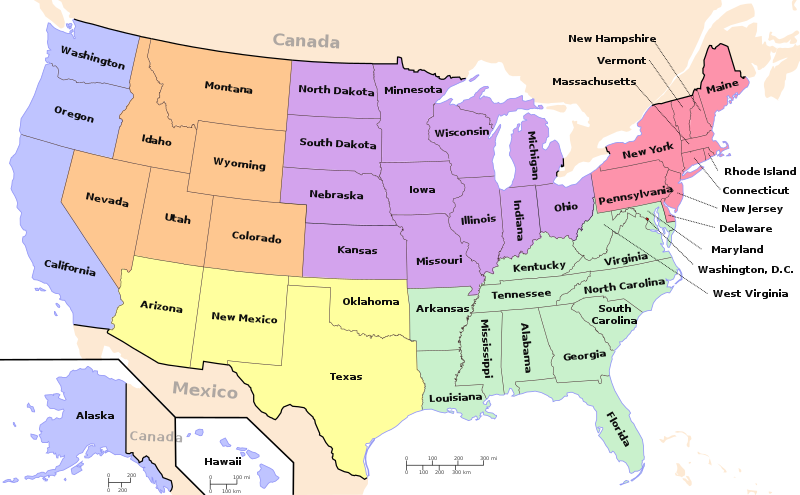 Canada
New Hampshire
Vermont
Massachusetts
Washington
Montana
North Dakota
Minnesota
Maine
Oregon
Idaho
Wyoming
South Dakota
Wisconsin
Michigan
New York
Rhode Island
Connecticut
New Jersey
Delaware
Maryland
Washington, D.C.
West Virginia
Nevada
Utah
Colorado
Nebraska
Iowa
Illinois
Indiana
Ohio
Pennsylvania
California
Kansas
Missouri
Kentucky
Virginia
Arizona
New Mexico
Oklahoma
Arkansas
Tennessee
North Carolina
South
Carolina
Mississippi
Alabama
Georgia
Texas
Louisiana
Florida
Mexico
Alaska
Canada
Hawaii
0 200
0 200
0 100 mi
0 100 km
0 100 200 300 mi
0 100 200 300 km